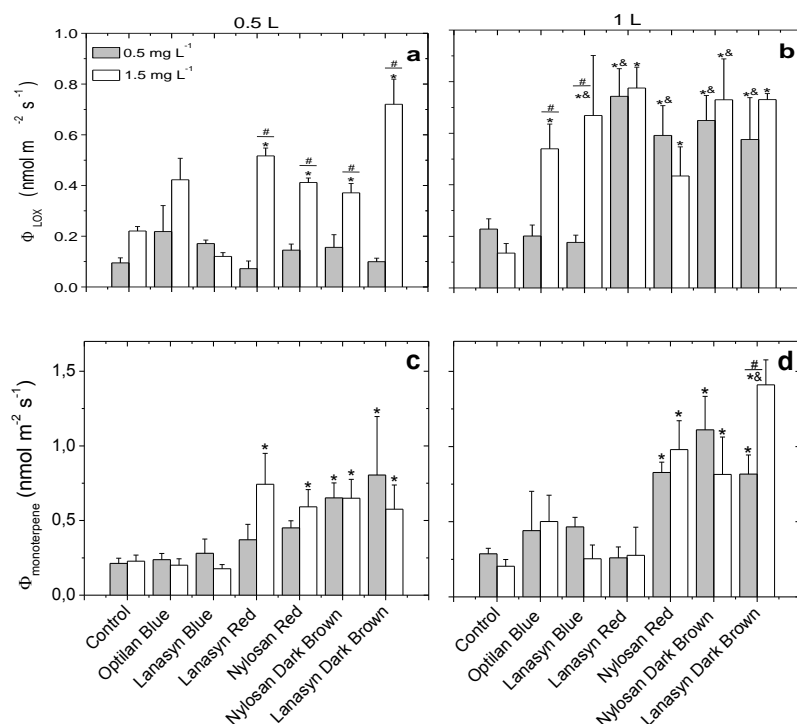 0.5 L
1 L
0.5 mg L⁻¹
1.5 mg L⁻¹
a
b
1.0
0.8
0.6
0.4
0.2
0.0
Φ LOX (nmol m ⁻² s⁻¹)
#
*
#
*
#
*
#
*
#
*
#
*&
*&
*
*&
*
*&
*&
*&
*
c
d
1,5
1,0
0,5
0,0
Φmonoterpene (nmol m⁻² s⁻¹)
*
*
*
*
*
*
*
*
*
*
*
#
*&
Control
Optilan Blue
Lanasyn Blue
Lanasyn Red
Nylosan Red
Nylosan Dark Brown
Lanasyn Dark Brown
Control
Optilan Blue
Lanasyn Blue
Lanasyn Red
Nylosan Red
Nylosan Dark Brown
Lanasyn Dark Brown